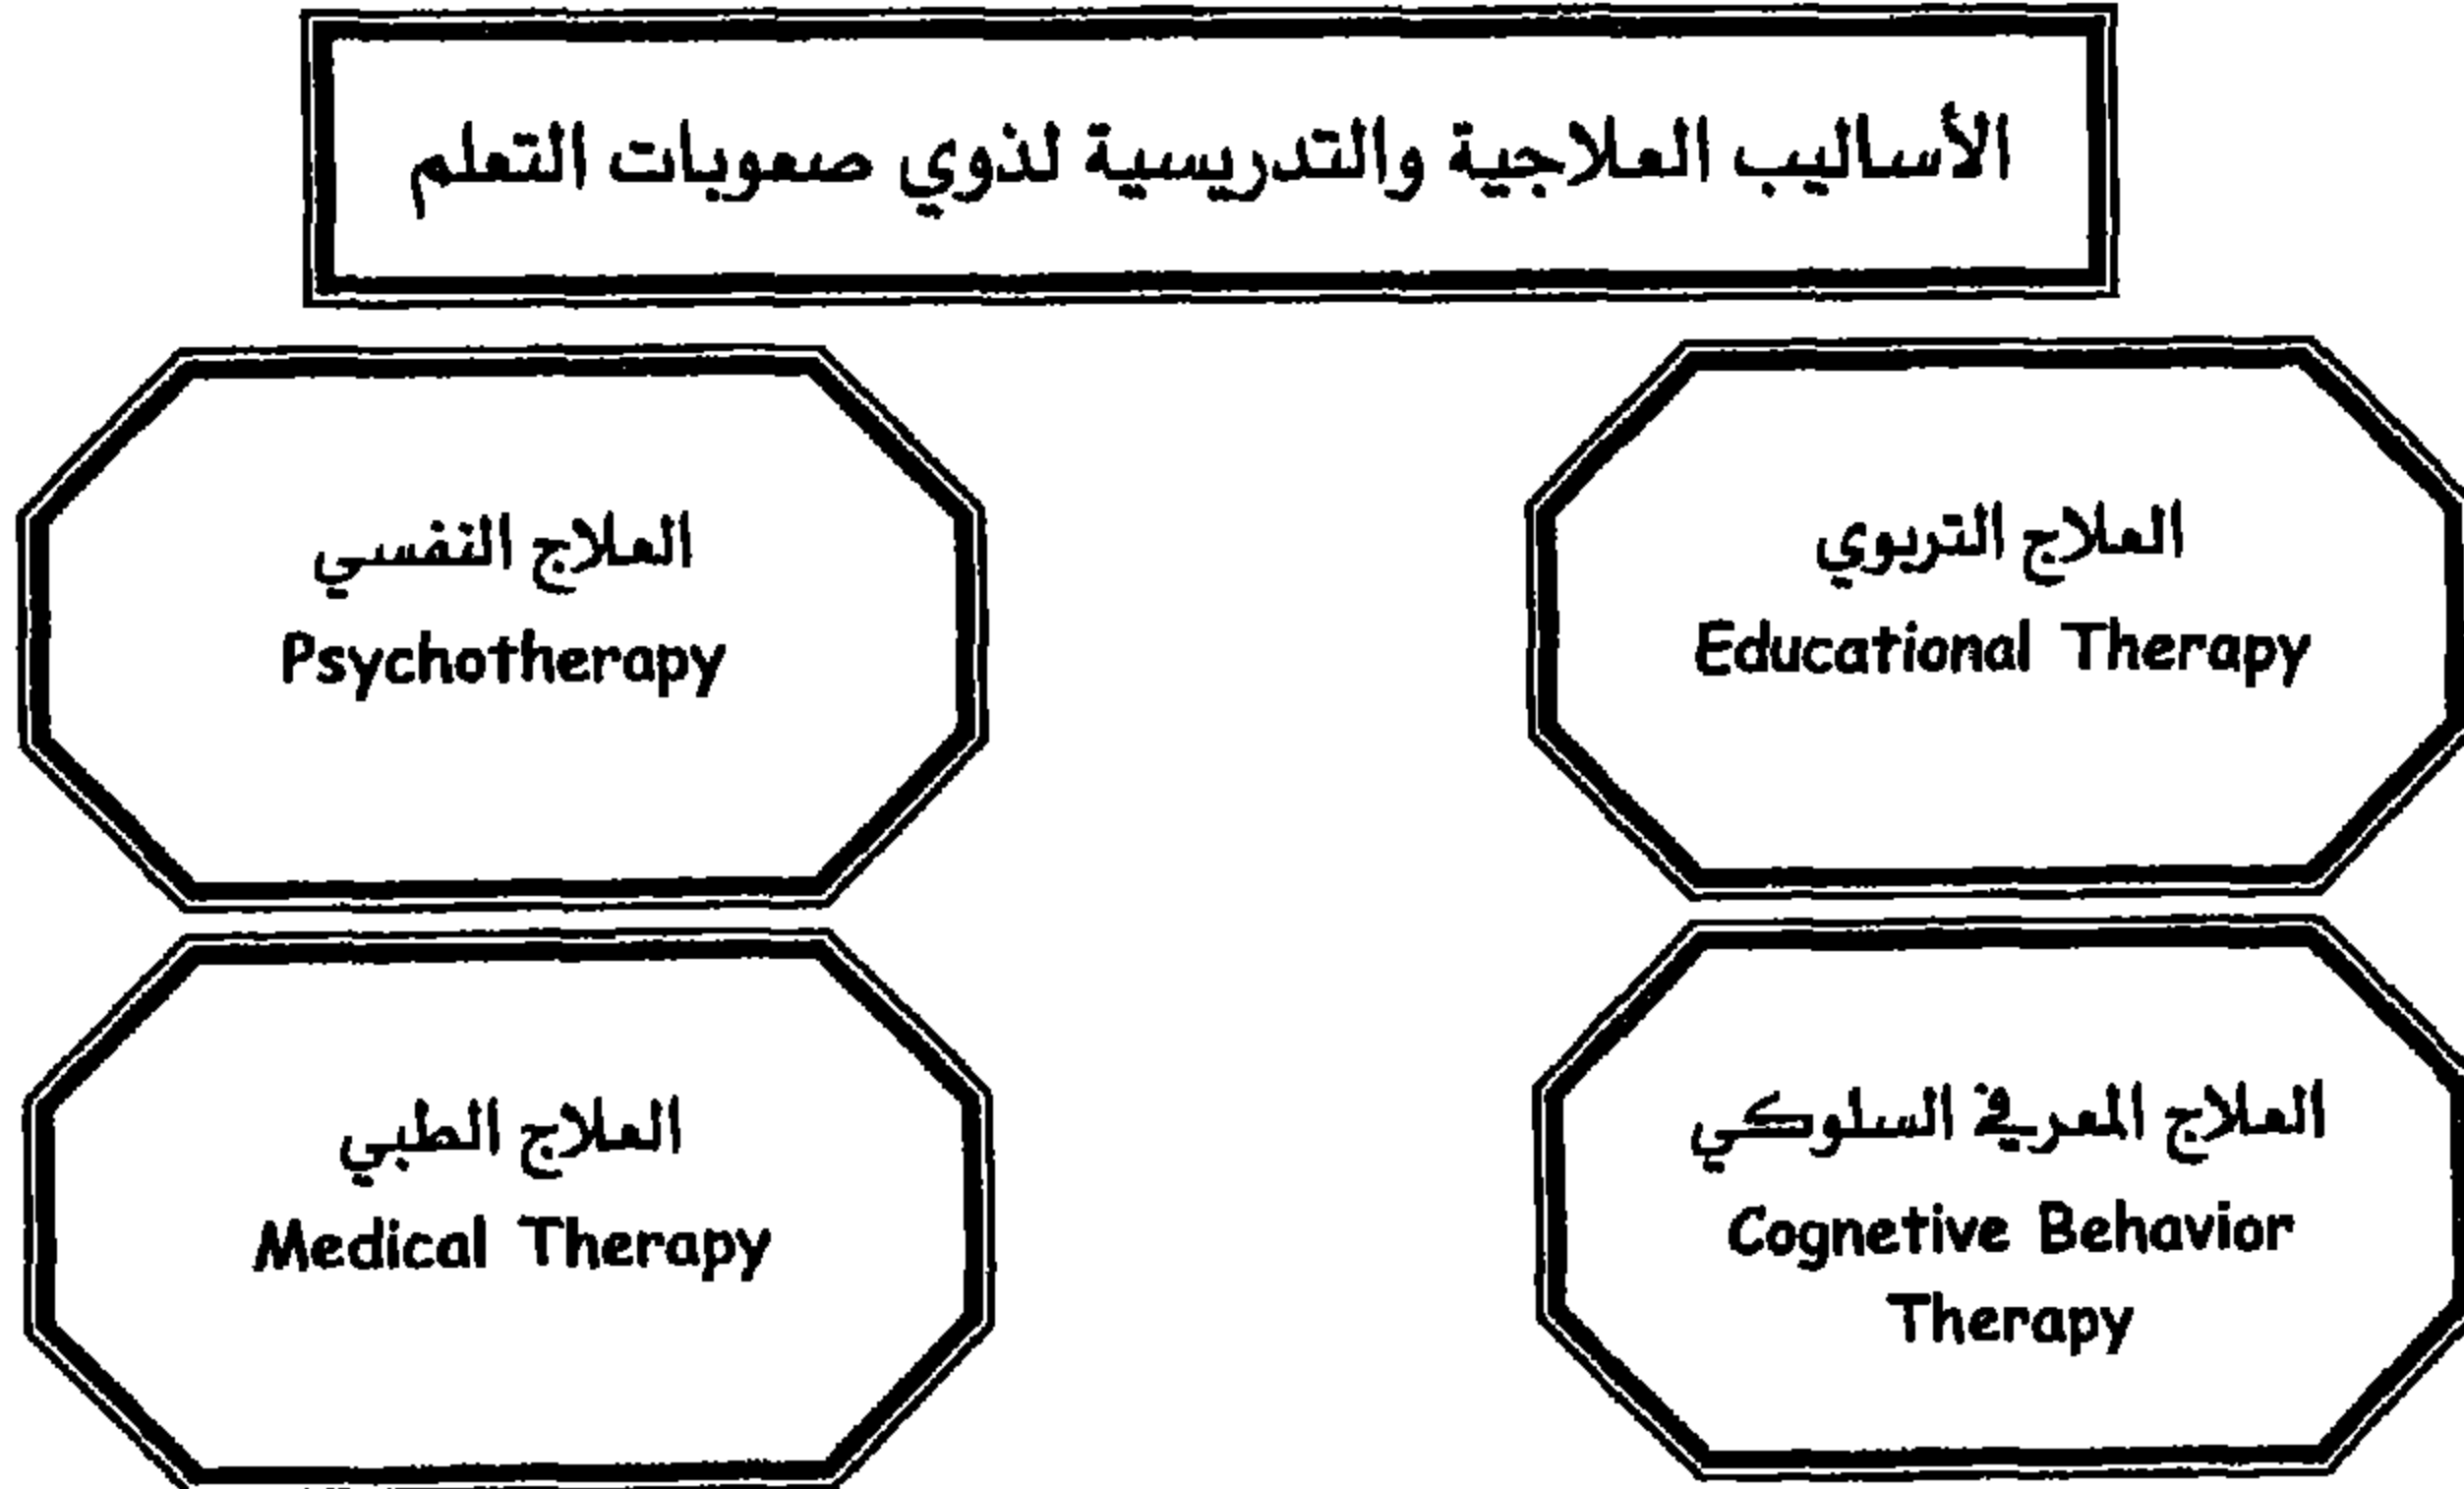 الأساليب العلاجية والتدريسية لذوي صعوبات التعلم
العلاج التربوي
Educational Therapy
العلاج النفسي
Psychotherapy
العلاج المعرفي السلوكي
Cognetive Behavior
Therapy
العلاج الطبي
Medical Therapy